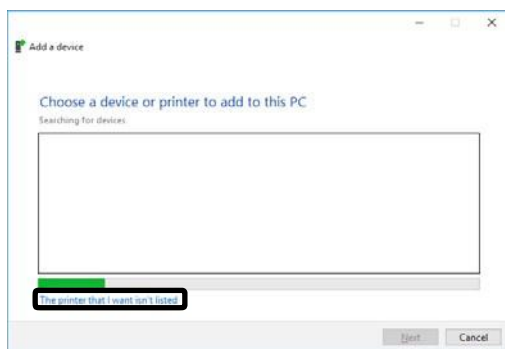 Add a device
Choose a device or printer to add to this PC
Searching for devices
The printer that I want isn't listed
Next
Cancel